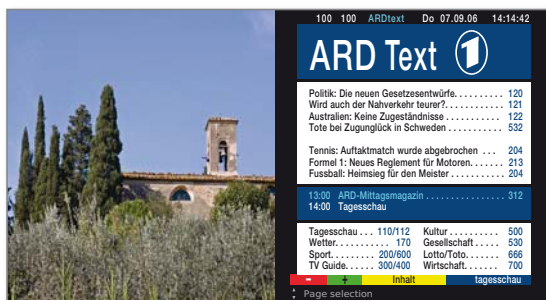 100 100 ARDtext Do 07.09.06 14:14:42
ARD Text 1
Politik: Die neuen Gesetzesentwürfe. . . . . . . . . . 120
Wird auch der Nahverkehr teurer?. . . . . . . . . . . 121
Australien: Keine Zugeständnisse . . . . . . . . . . . 122
Tote bei Zugunglück in Schweden . . . . . . . . . . . 532
Tennis: Auftaktmatch wurde abgebrochen . . . 204
Formel 1: Neues Reglement für Motoren. . . . . . . 213
Fussball: Heimsieg für den Meister . . . . . . . . . . . 204
13:00 ARD-Mittagsmagazin . . . . . . . . . . . . . . . . 312
14:00 Tagesschau
Tagesschau . . . 110/112 Kultur . . . . . . . . . 500
Wetter. . . . . . . . . . 170 Gesellschaft . . . . . 530
Sport. . . . . . . . . 200/600 Lotto/Toto. . . . . . . 666
TV Guide. . . . . 300/400 Wirtschaft. . . . . . . 700
- + Inhalt tagesschau
Page selection